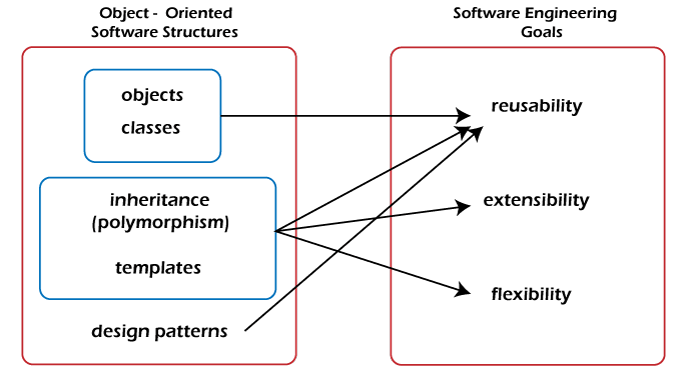 Object - Oriented
Software Structures
Software Engineering
Goals
objects
classes
inheritance
(polymorphism)
templates
design patterns
reusability
extensibility
flexibility